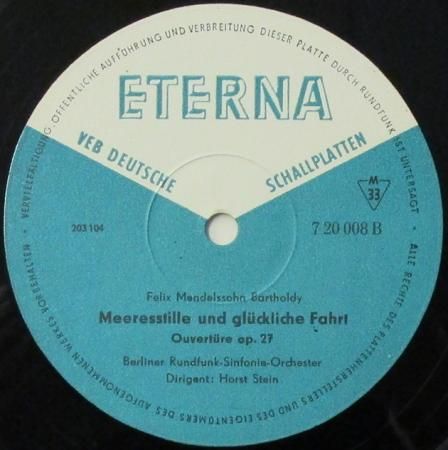 VERVIELFÄLTIGUNG, ÖFFENTLICHE AUFFÜHRUNG UND VERBREITUNG DIESER PLATTE DURCH RUNDFUNK IST UNTERSAGT • ALLE RECHTE DES PLATTENHERSTELLERS UND DES EIGENTÜMERS DES AUFGENOMMENEN WERKES VORBEHALTEN •
ETERNA
VEB DEUTSCHE SCHALLPLATTEN
M
33
203104
7 20 008 B
Felix Mendelssohn Bartholdy
Meeresstille und glückliche Fahrt
Ouvertüre op. 27
Berliner Rundfunk-Sinfonie-Orchester
Dirigent: Horst Stein